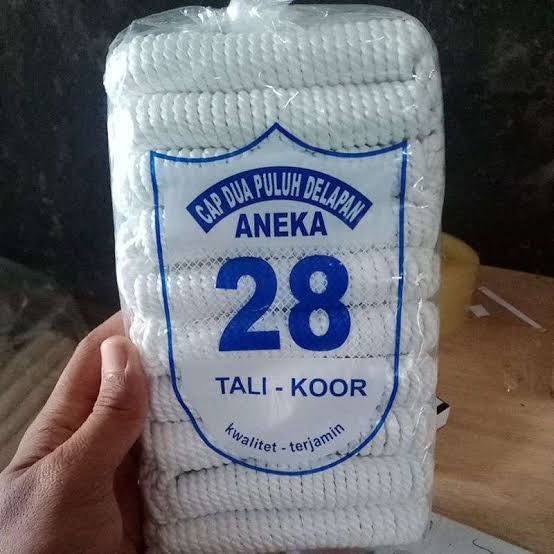 CAP DUA PULUH DELAPAN
ANEKA
28
TALI - KOOR
kwalitet - terjamin